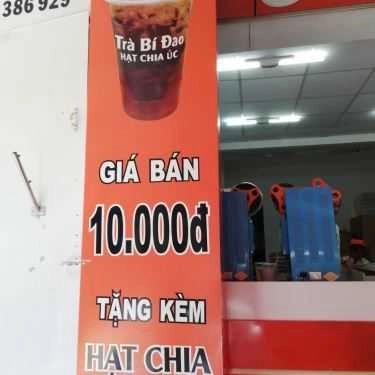 386 929
Trà Bí Đao
HẠT CHIA ÚC
GIÁ BÁN
10.000đ
TẶNG KÈM
HẠT CHIA